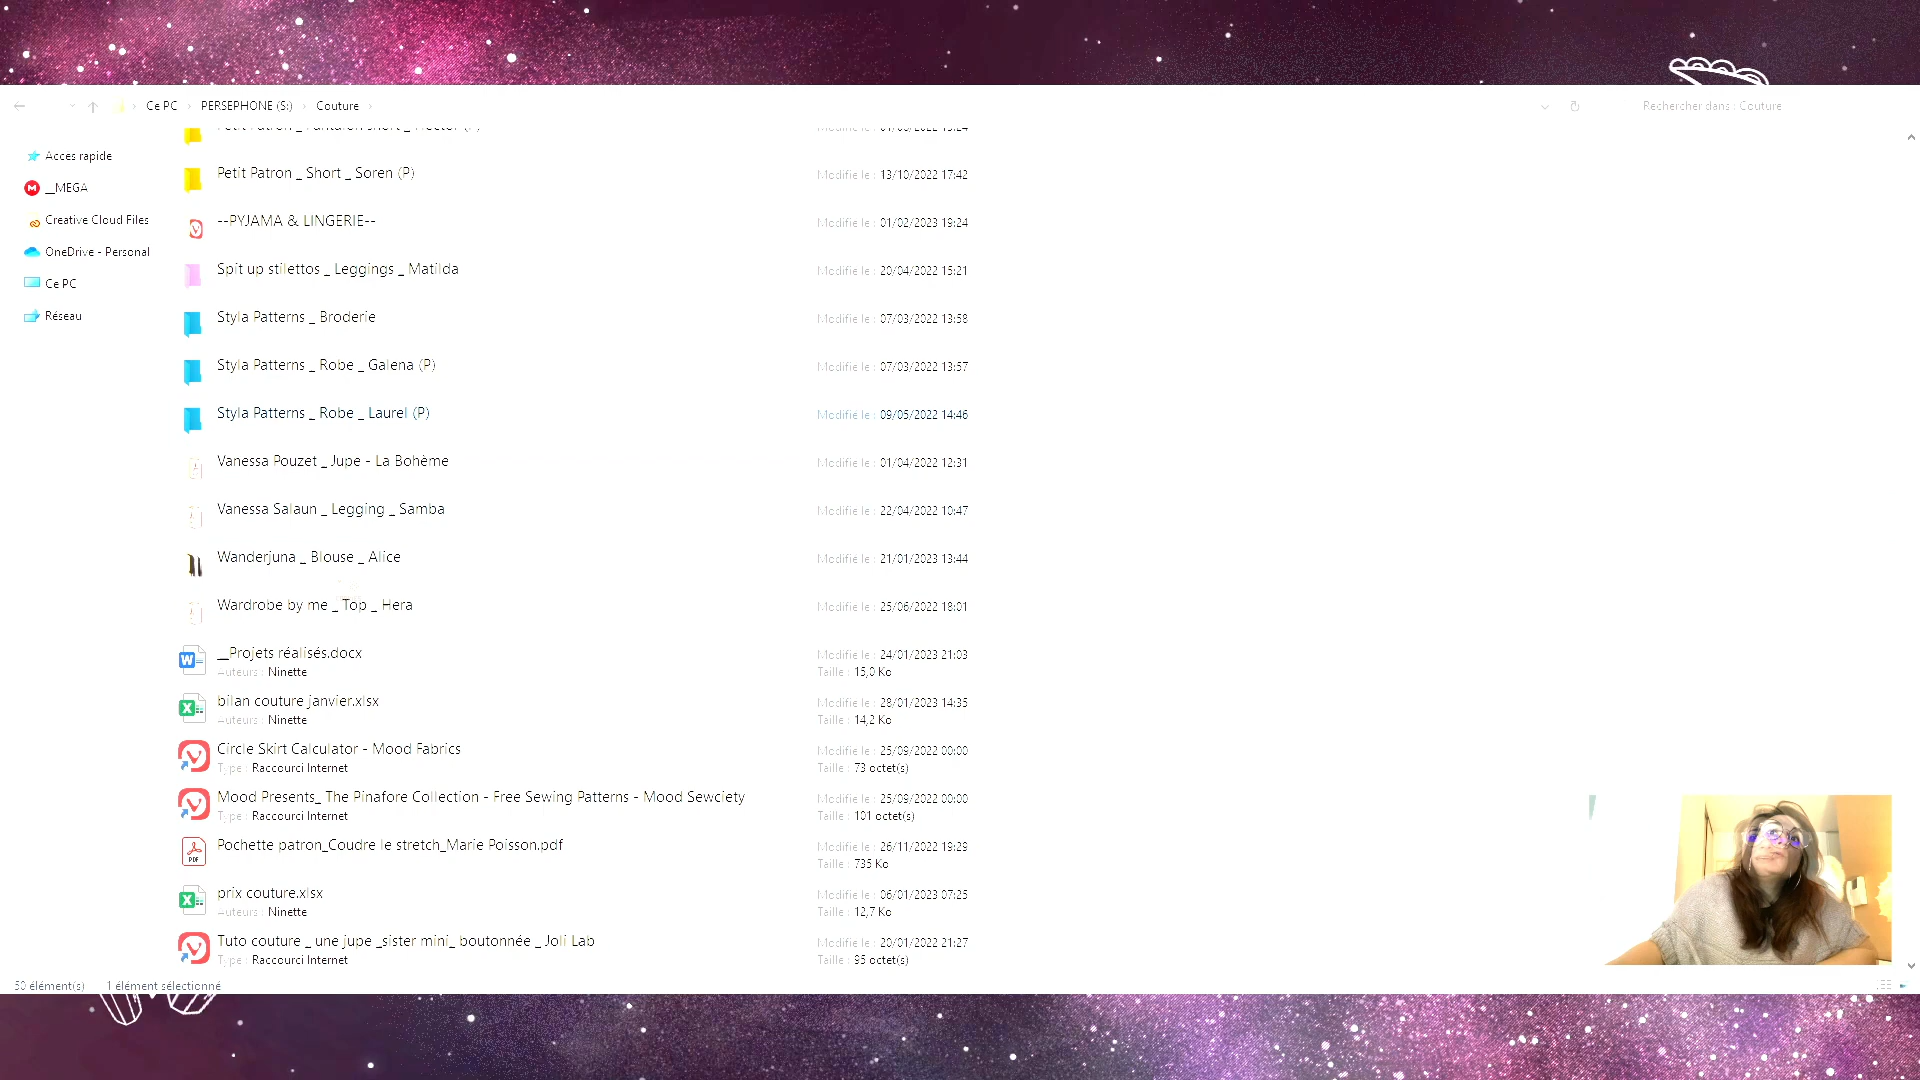 Ce PC > PERSEPHONE (S:) > Couture >
Rechercher dans : Couture
Accès rapide
__MEGA
Creative Cloud Files
OneDrive - Personal
Ce PC
Réseau
Petit Patron _ Short _ Soren (P) Modifié le : 13/10/2022 17:42
--PYJAMA & LINGERIE-- Modifié le : 01/02/2023 19:24
Spit up stilettos _ Leggings _ Matilda Modifié le : 20/04/2022 15:21
Styla Patterns _ Broderie Modifié le : 07/03/2022 13:58
Styla Patterns _ Robe _ Galena (P) Modifié le : 07/03/2022 13:57
Styla Patterns _ Robe _ Laurel (P) Modifié le : 09/05/2022 14:46
Vanessa Pouzet _ Jupe - La Bohème Modifié le : 01/04/2022 12:31
Vanessa Salaun _ Legging _ Samba Modifié le : 22/04/2022 10:47
Wanderjuna _ Blouse _ Alice Modifié le : 21/01/2023 13:44
Wardrobe by me _ Top _ Hera Modifié le : 25/06/2022 18:01
__Projets réalisés.docx Modifié le : 24/01/2023 21:03
Auteurs : Ninette Taille : 15,0 Ko
bilan couture janvier.xlsx Modifié le : 28/01/2023 14:35
Auteurs : Ninette Taille : 14,2 Ko
Circle Skirt Calculator - Mood Fabrics Modifié le : 25/09/2022 00:00
Type : Raccourci Internet Taille : 73 octet(s)
Mood Presents_ The Pinafore Collection - Free Sewing Patterns - Mood Sewciety Modifié le : 25/09/2022 00:00
Type : Raccourci Internet Taille : 101 octet(s)
Pochette patron_Coudre le stretch_Marie Poisson.pdf Modifié le : 26/11/2022 19:29
Taille : 735 Ko
prix couture.xlsx Modifié le : 06/01/2023 07:25
Auteurs : Ninette Taille : 12,7 Ko
Tuto couture _ une jupe _sister mini_ boutonnée _ Joli Lab Modifié le : 20/01/2022 21:27
Type : Raccourci Internet Taille : 95 octet(s)
50 élément(s) 1 élément sélectionné